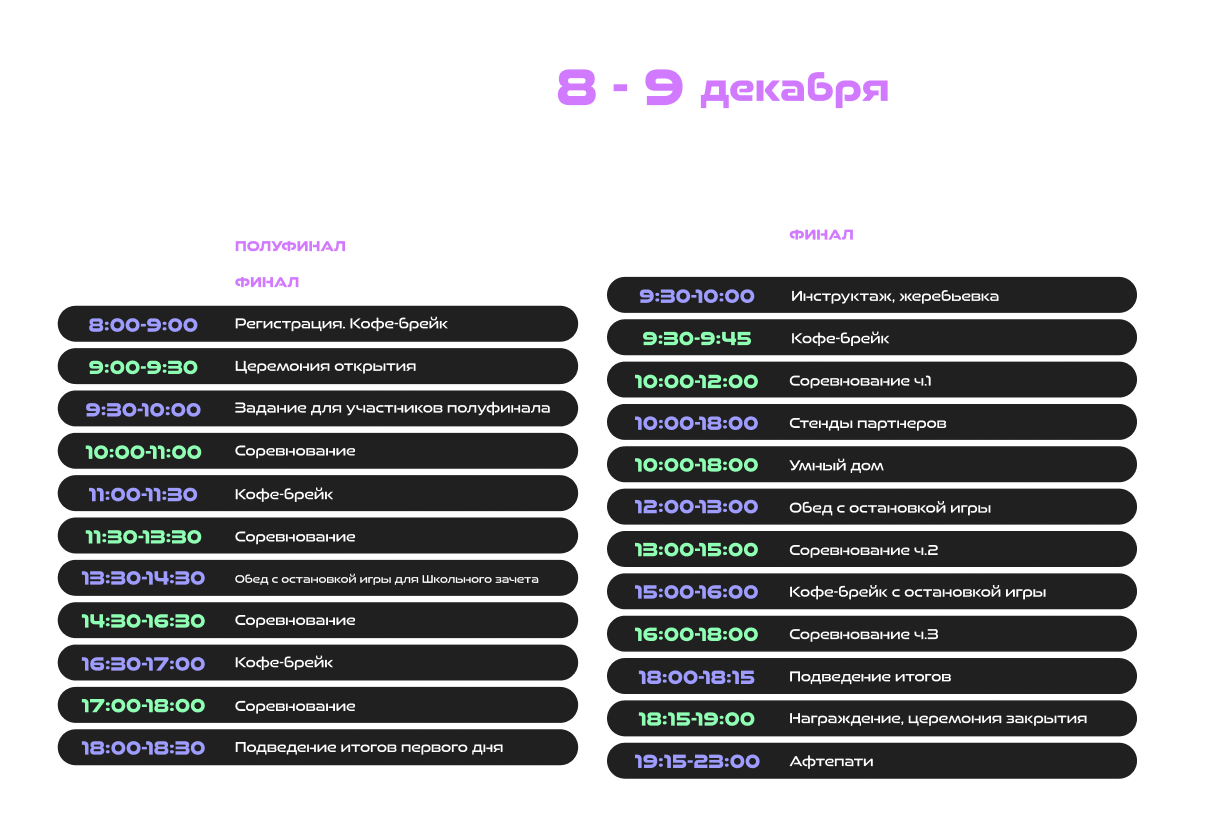 8 - 9 декабря
ПОЛУФИНАЛ
ФИНАЛ
8:00-9:00 Регистрация. Кофе-брейк
9:00-9:30 Церемония открытия
9:30-10:00 Задание для участников полуфинала
10:00-11:00 Соревнование
11:00-11:30 Кофе-брейк
11:30-13:30 Соревнование
13:30-14:30 Обед с остановкой игры для Школьного зачета
14:30-16:30 Соревнование
16:30-17:00 Кофе-брейк
17:00-18:00 Соревнование
18:00-18:30 Подведение итогов первого дня
ФИНАЛ
9:30-10:00 Инструктаж, жеребьевка
9:30-9:45 Кофе-брейк
10:00-12:00 Соревнование ч.1
10:00-18:00 Стенды партнеров
10:00-18:00 Умный дом
12:00-13:00 Обед с остановкой игры
13:00-15:00 Соревнование ч.2
15:00-16:00 Кофе-брейк с остановкой игры
16:00-18:00 Соревнование ч.3
18:00-18:15 Подведение итогов
18:15-19:00 Награждение, церемония закрытия
19:15-23:00 Афтепати